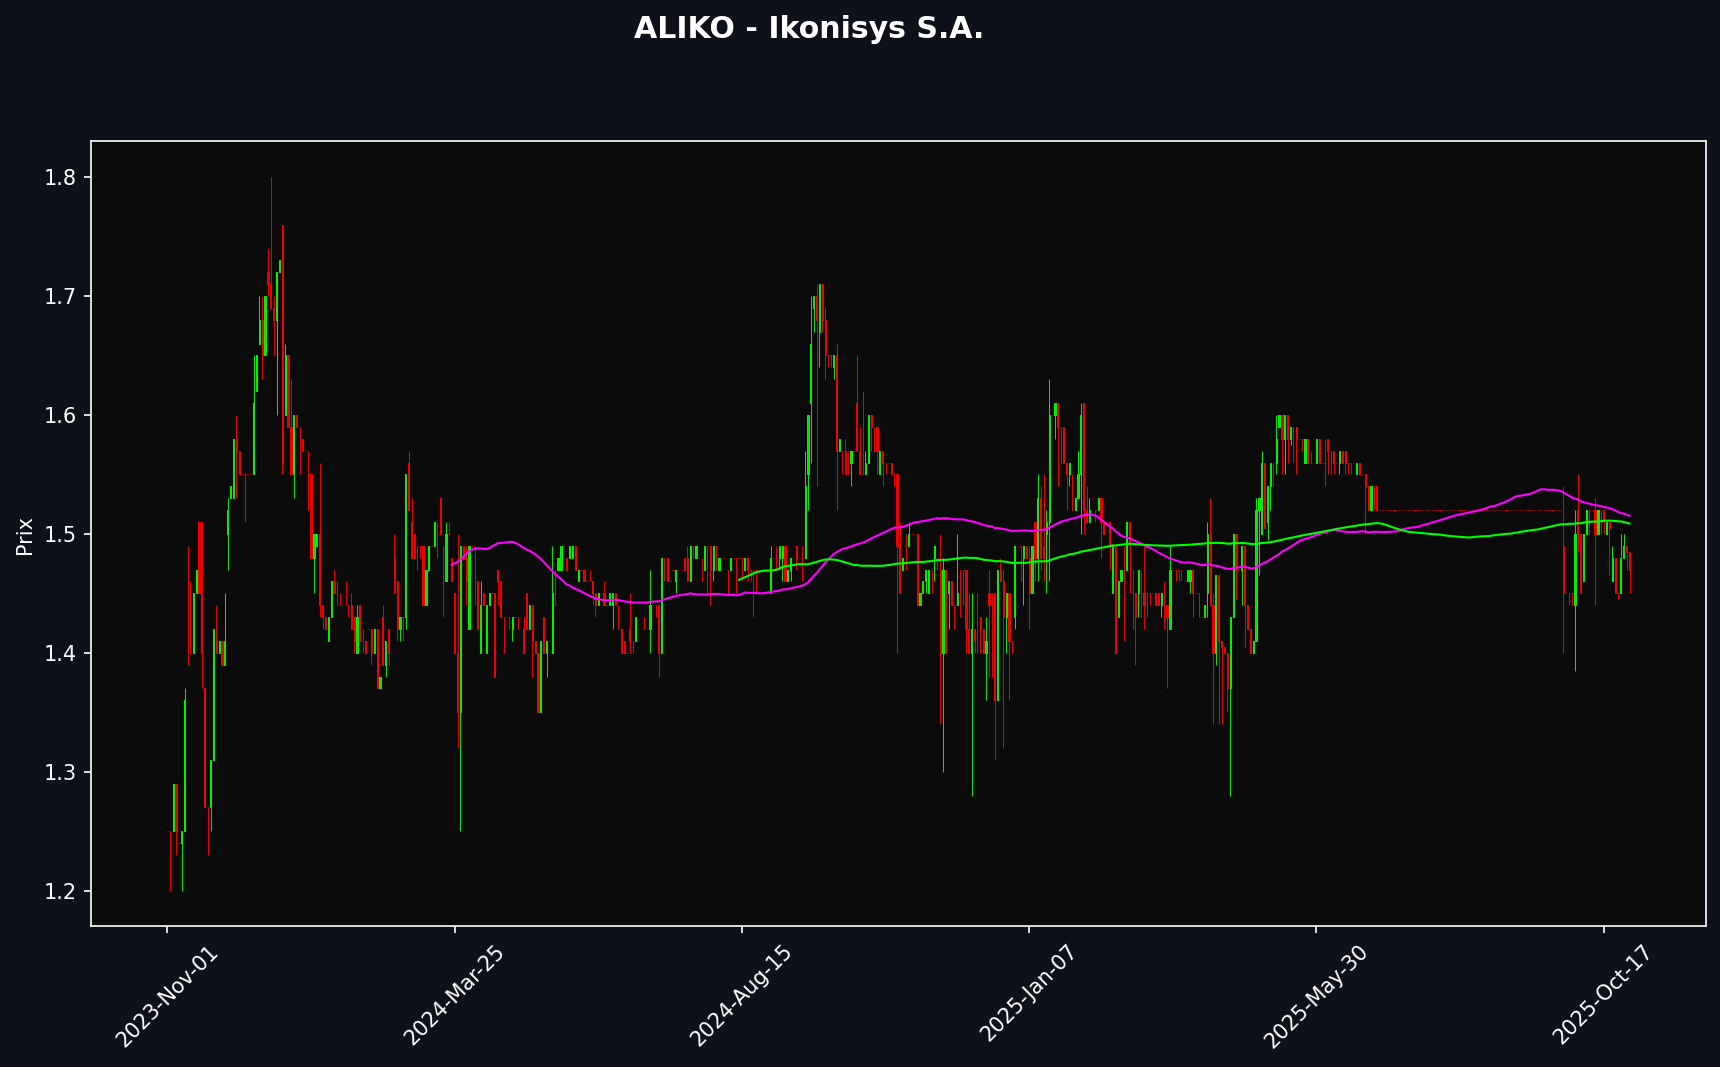 ALIKO - Ikonisys S.A.
Prix
1.8
1.7
1.6
1.5
1.4
1.3
1.2
2023-Nov-01
2024-Mar-25
2024-Aug-15
2025-Jan-07
2025-May-30
2025-Oct-17